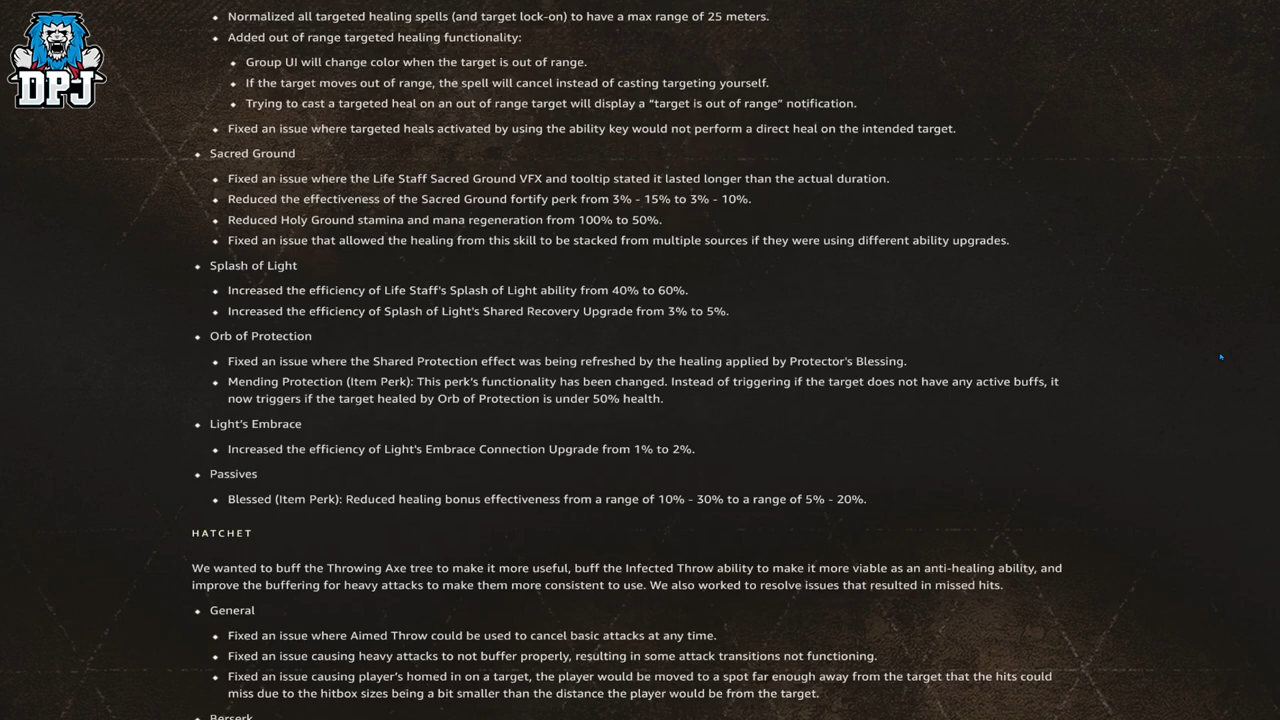 Normalized all targeted healing spells (and target lock-on) to have a max range of 25 meters.
Added out of range targeted healing functionality:
Group UI will change color when the target is out of range.
If the target moves out of range, the spell will cancel instead of casting targeting yourself.
Trying to cast a targeted heal on an out of range target will display a “target is out of range” notification.
DPJ
Fixed an issue where targeted heals activated by using the ability key would not perform a direct heal on the intended target.
Sacred Ground
Fixed an issue where the Life Staff Sacred Ground VFX and tooltip stated it lasted longer than the actual duration.
Reduced the effectiveness of the Sacred Ground fortify perk from 3% - 15% to 3% - 10%.
Reduced Holy Ground stamina and mana regeneration from 100% to 50%.
Fixed an issue that allowed the healing from this skill to be stacked from multiple sources if they were using different ability upgrades.
Splash of Light
Increased the efficiency of Life Staff's Splash of Light ability from 40% to 60%.
Increased the efficiency of Splash of Light's Shared Recovery Upgrade from 3% to 5%.
Orb of Protection
Fixed an issue where the Shared Protection effect was being refreshed by the healing applied by Protector's Blessing.
Mending Protection (Item Perk): This perk’s functionality has been changed. Instead of triggering if the target does not have any active buffs, it
now triggers if the target healed by Orb of Protection is under 50% health.
Light’s Embrace
Increased the efficiency of Light's Embrace Connection Upgrade from 1% to 2%.
Passives
Blessed (Item Perk): Reduced healing bonus effectiveness from a range of 10% - 30% to a range of 5% - 20%.
HATCHET
We wanted to buff the Throwing Axe tree to make it more useful, buff the Infected Throw ability to make it more viable as an anti-healing ability, and
improve the buffering for heavy attacks to make them more consistent to use. We also worked to resolve issues that resulted in missed hits.
General
Fixed an issue where Aimed Throw could be used to cancel basic attacks at any time.
Fixed an issue causing heavy attacks to not buffer properly, resulting in some attack transitions not functioning.
Fixed an issue causing player’s homed in on a target, the player would be moved to a spot far enough away from the target that the hits could
miss due to the hitbox sizes being a bit smaller than the distance the player would be from the target.
Berserk